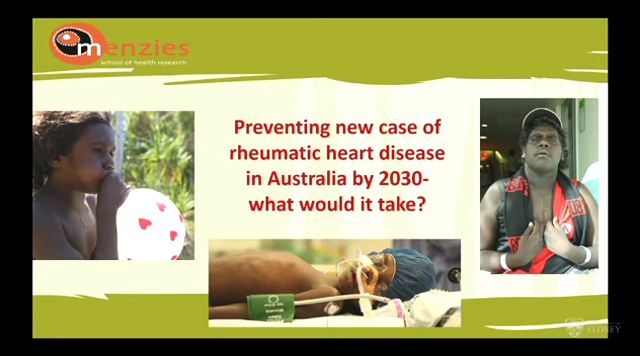 menzies
school of health research
Preventing new case of
rheumatic heart disease
in Australia by 2030-
what would it take?
SYDNEY